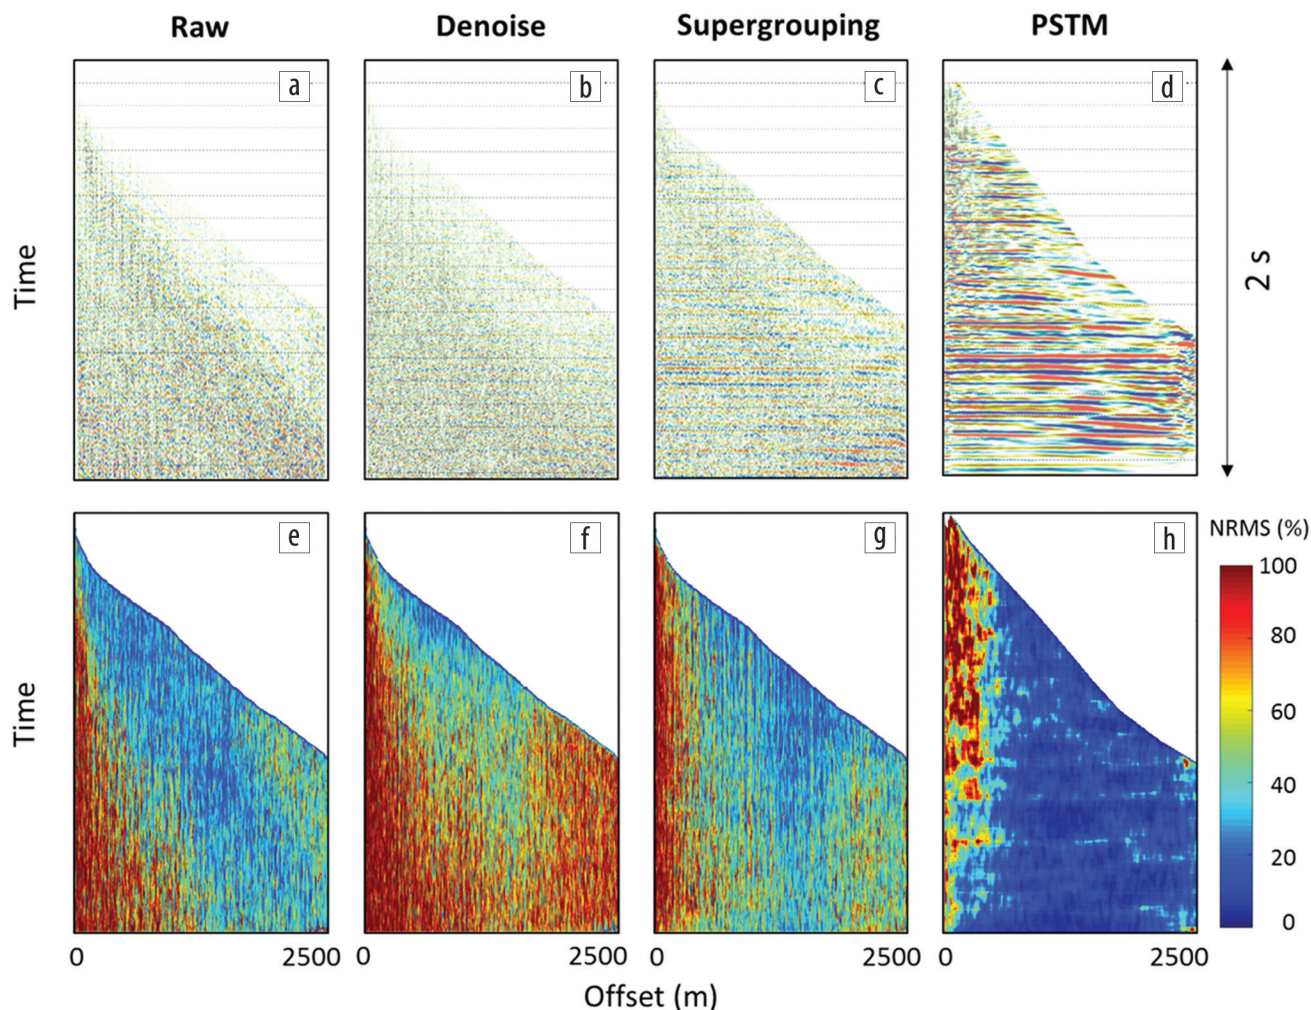 Raw
Denoise
Supergrouping
PSTM
a
b
c
d
Time
2 s
e
f
g
h
NRMS (%)
100
80
60
40
20
0
Time
0
2500
0
2500
0
2500
0
2500
Offset (m)